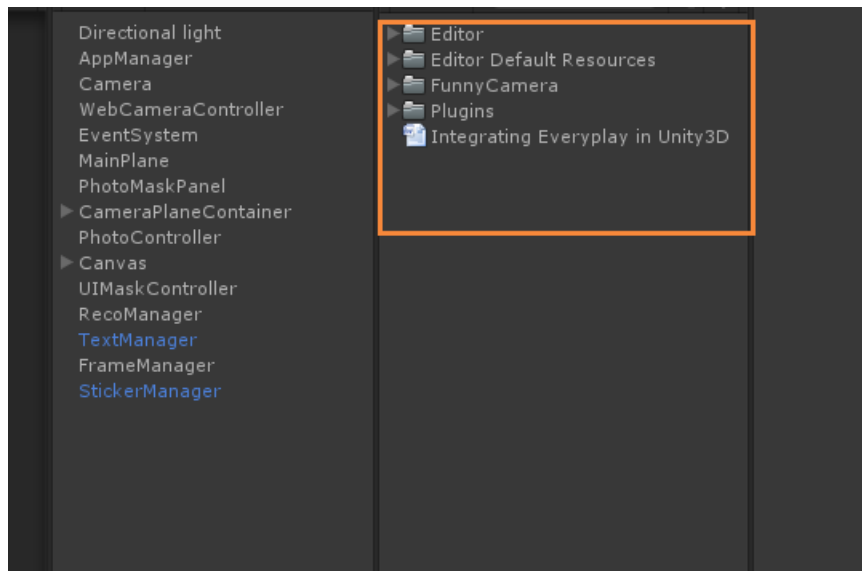 Directional light
AppManager
Camera
WebCameraController
EventSystem
MainPlane
PhotoMaskPanel
CameraPlaneContainer
PhotoController
Canvas
UIMaskController
RecoManager
TextManager
FrameManager
StickerManager
Editor
Editor Default Resources
FunnyCamera
Plugins
Integrating Everyplay in Unity3D